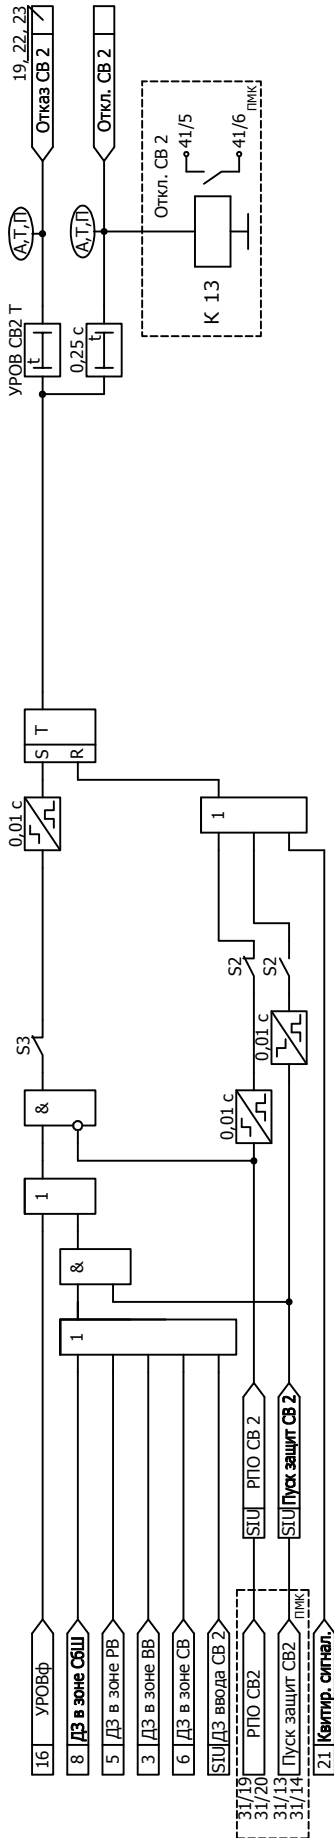 16 УРОВф
8 ДЗ в зоне СбШ
5 ДЗ в зоне РВ
3 ДЗ в зоне ВВ
6 ДЗ в зоне СВ
SIU ДЗ ввода СВ 2
31/19
31/20
РПО СВ2
31/13
31/14
Пуск защит СВ2
ПМК
21 Квитир. сигнал.
SIU РПО СВ 2
SIU Пуск защит СВ 2
1
&
1
&
S3
0,01 с
0,01 с
0,01 с
S2
S2
1
S T
R
УРОВ СВ2 Т
t
0,25 с
t
А,Т,П
А,Т,П
19, 22, 23
Отказ СВ 2
Откл. СВ 2
К 13
Откл. СВ 2
41/5
41/6
ПМК